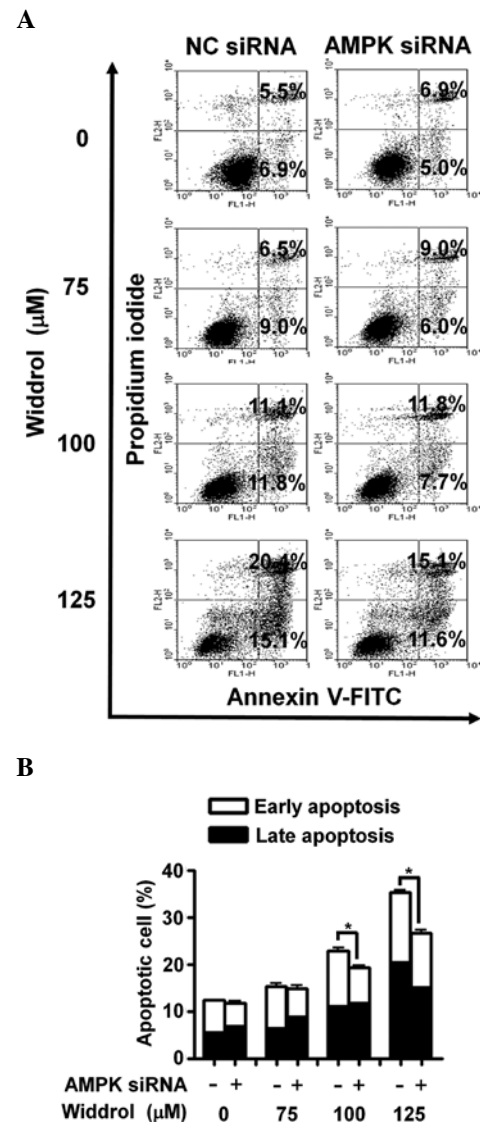 A
NC siRNA AMPK siRNA
Widdrol (μM)
Propidium iodide
0
5.5% 6.9%
6.9% 5.0%
75
6.5% 9.0%
9.0% 6.0%
100
11.1% 11.8%
11.8% 7.7%
125
20.4% 15.1%
15.1% 11.6%
FL2-H
FL1-H
Annexin V-FITC
B
Early apoptosis
Late apoptosis
Apoptotic cell (%)
40
30
20
10
0
* *
AMPK siRNA - + - + - + - +
Widdrol (μM) 0 75 100 125